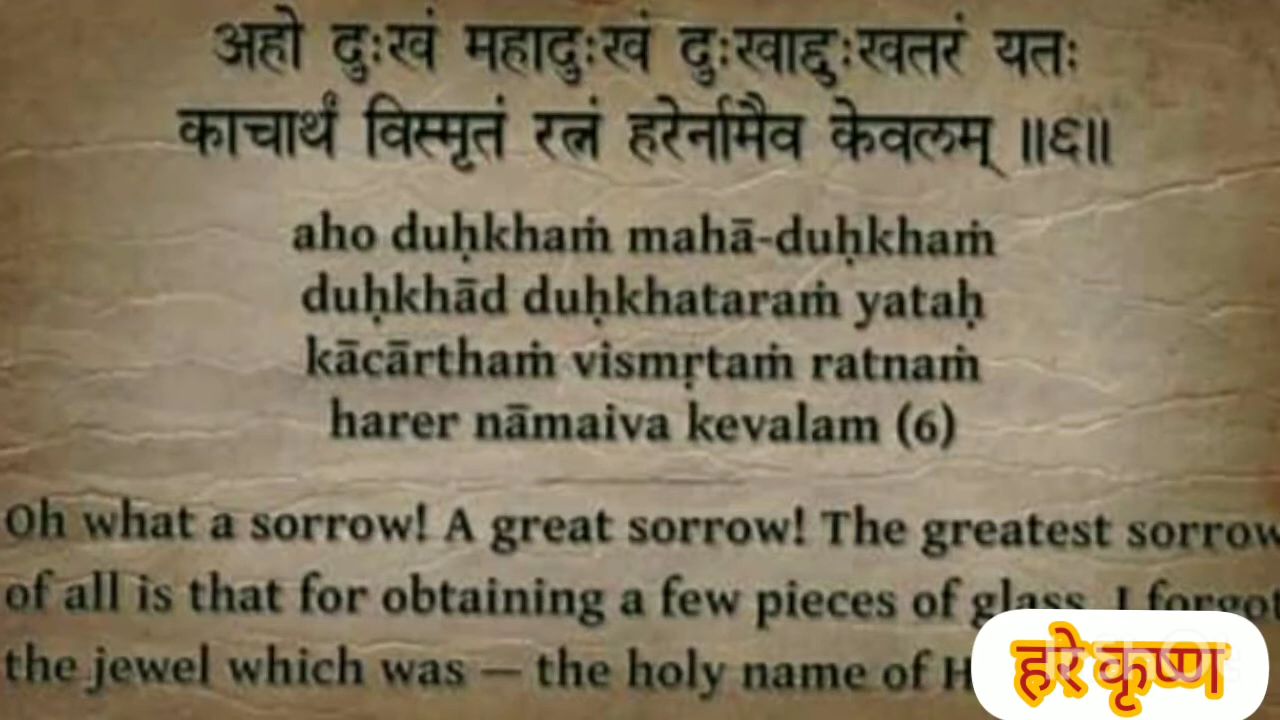 अहो दुःखं महादुःखं दुःखाद्दुःखतरं यतः
काचार्थं विस्मृतं रत्नं हरेर्नामैव केवलम् ॥६॥
aho duḥkhaṁ mahā-duḥkhaṁ
duḥkhād duḥkhataraṁ yataḥ
kācārthaṁ vismṛtaṁ ratnaṁ
harer nāmaiva kevalam (6)
Oh what a sorrow! A great sorrow! The greatest sorrow
of all is that for obtaining a few pieces of glass, I forgot
the jewel which was — the holy name of
हरे कृष्ण